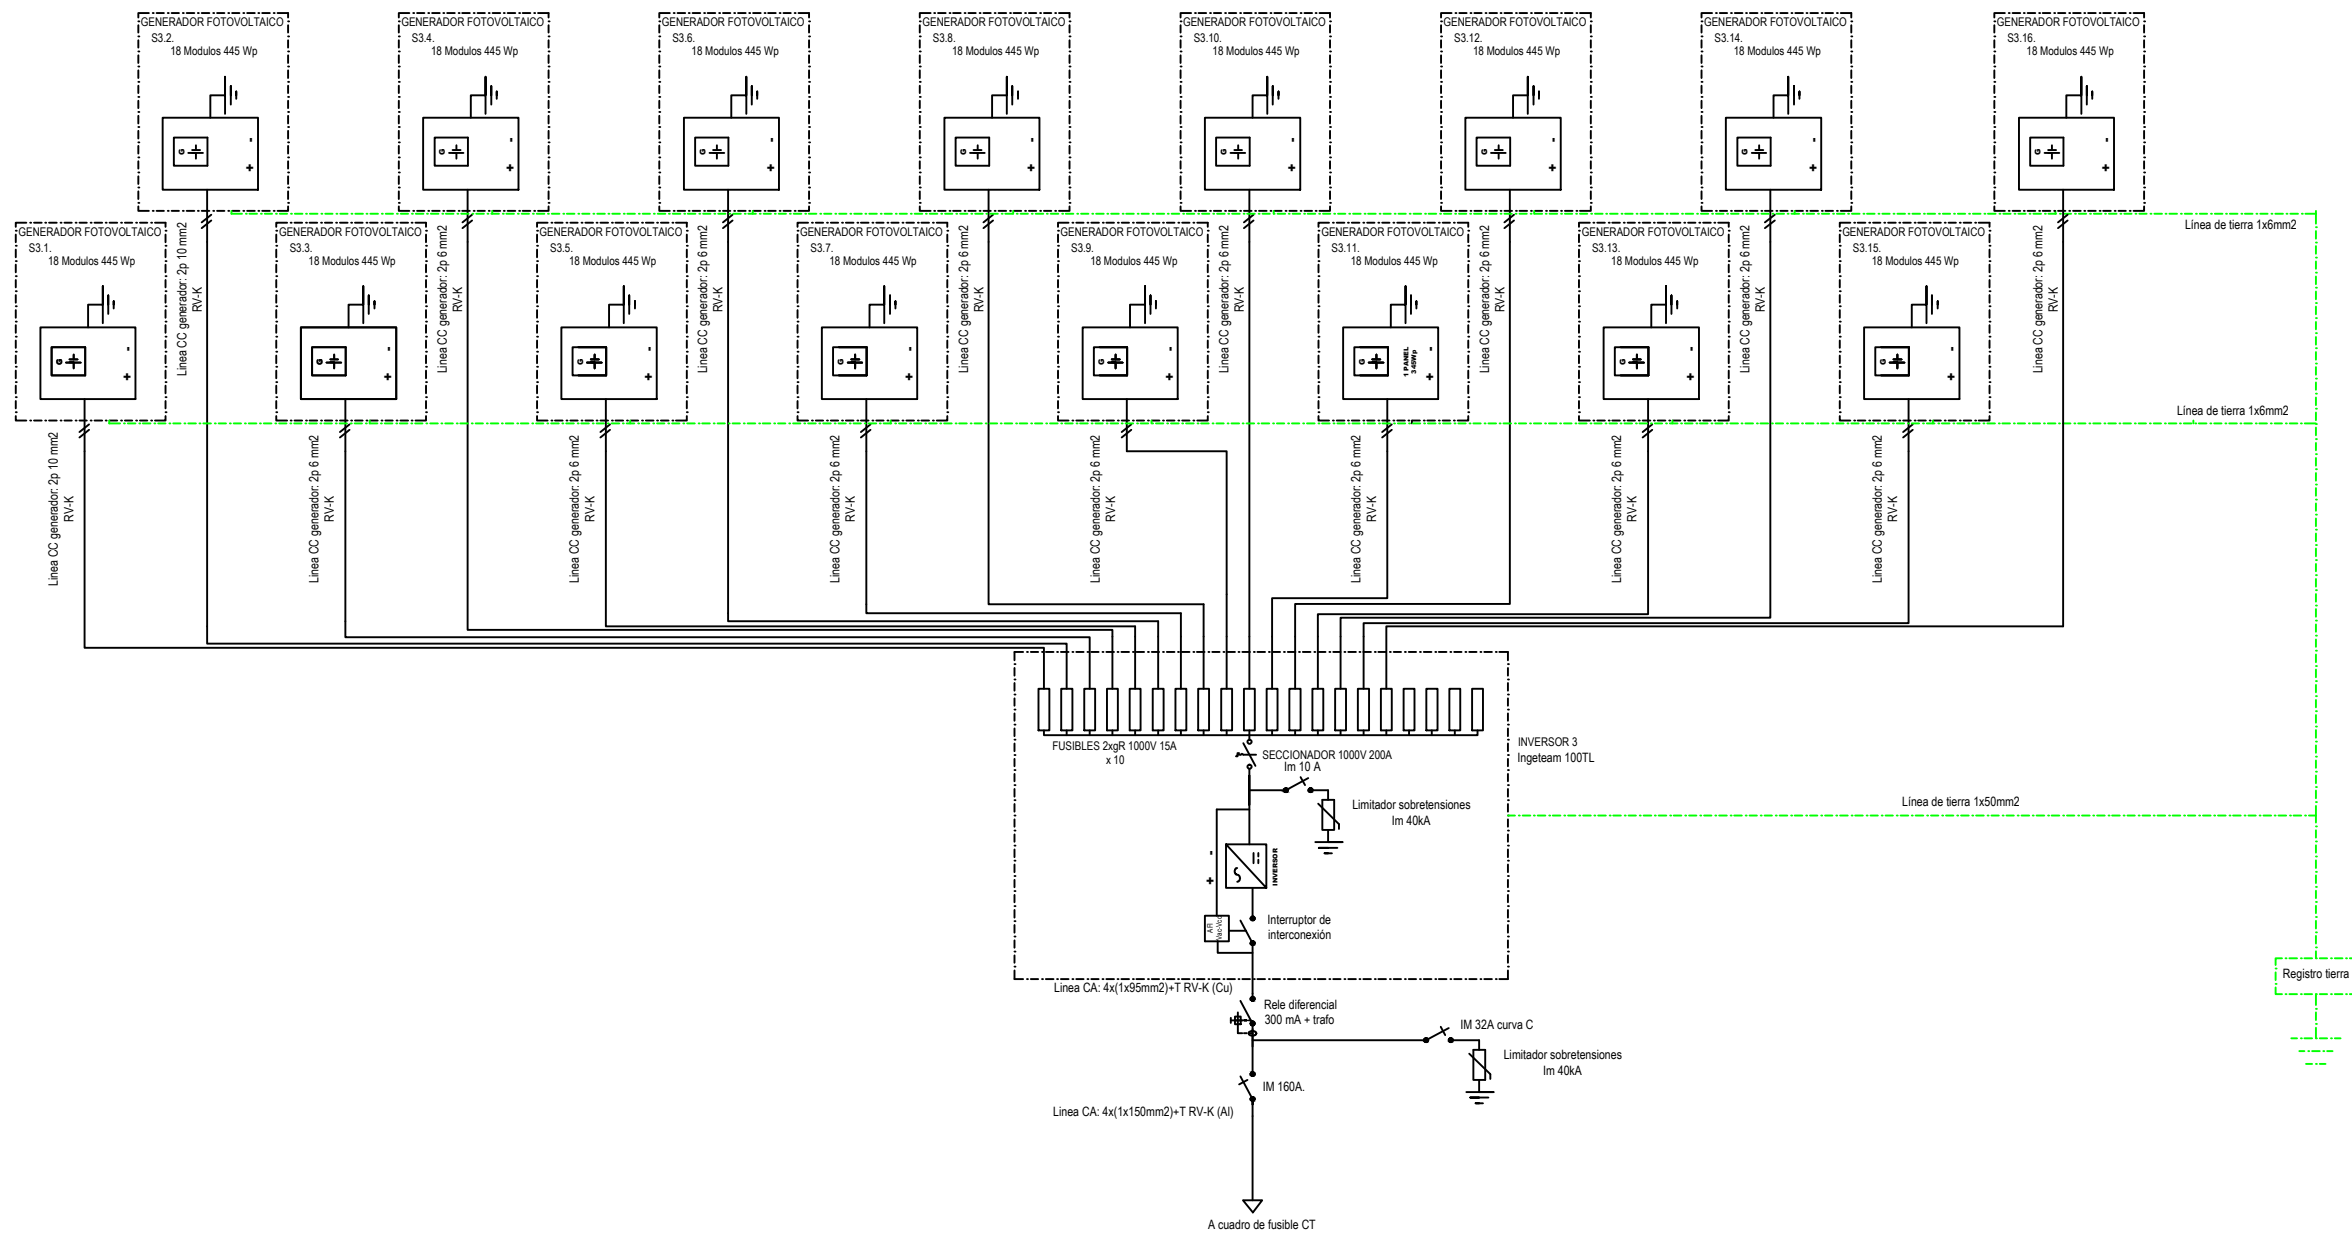 GENERADOR FOTOVOLTAICO
S3.2.
18 Modulos 445 Wp
G
-
+
GENERADOR FOTOVOLTAICO
S3.4.
18 Modulos 445 Wp
G
-
+
GENERADOR FOTOVOLTAICO
S3.6.
18 Modulos 445 Wp
G
-
+
GENERADOR FOTOVOLTAICO
S3.8.
18 Modulos 445 Wp
G
-
+
GENERADOR FOTOVOLTAICO
S3.10.
18 Modulos 445 Wp
G
-
+
GENERADOR FOTOVOLTAICO
S3.12.
18 Modulos 445 Wp
G
-
+
GENERADOR FOTOVOLTAICO
S3.14.
18 Modulos 445 Wp
G
-
+
GENERADOR FOTOVOLTAICO
S3.16.
18 Modulos 445 Wp
G
-
+
Línea de tierra 1x6mm2
Linea CC generador: 2p 10 mm2
RV-K
Linea CC generador: 2p 6 mm2
RV-K
Linea CC generador: 2p 6 mm2
RV-K
Linea CC generador: 2p 6 mm2
RV-K
Linea CC generador: 2p 6 mm2
RV-K
Linea CC generador: 2p 6 mm2
RV-K
Linea CC generador: 2p 6 mm2
RV-K
Linea CC generador: 2p 6 mm2
RV-K
GENERADOR FOTOVOLTAICO
S3.1.
18 Modulos 445 Wp
G
-
+
GENERADOR FOTOVOLTAICO
S3.3.
18 Modulos 445 Wp
G
-
+
GENERADOR FOTOVOLTAICO
S3.5.
18 Modulos 445 Wp
G
-
+
GENERADOR FOTOVOLTAICO
S3.7.
18 Modulos 445 Wp
G
-
+
GENERADOR FOTOVOLTAICO
S3.9.
18 Modulos 445 Wp
G
-
+
GENERADOR FOTOVOLTAICO
S3.11.
18 Modulos 445 Wp
G
1 PANEL
345Wp
-
+
GENERADOR FOTOVOLTAICO
S3.13.
18 Modulos 445 Wp
G
-
+
GENERADOR FOTOVOLTAICO
S3.15.
18 Modulos 445 Wp
G
-
+
Línea de tierra 1x6mm2
Linea CC generador: 2p 10 mm2
RV-K
Linea CC generador: 2p 6 mm2
RV-K
Linea CC generador: 2p 6 mm2
RV-K
Linea CC generador: 2p 6 mm2
RV-K
Linea CC generador: 2p 6 mm2
RV-K
Linea CC generador: 2p 6 mm2
RV-K
Linea CC generador: 2p 6 mm2
RV-K
Linea CC generador: 2p 6 mm2
RV-K
FUSIBLES 2xgR 1000V 15A
x 10
SECCIONADOR 1000V 200A
Im 10 A
INVERSOR 3
Ingeteam 100TL
Limitador sobretensiones
Im 40kA
Línea de tierra 1x50mm2
-
+
INVERSOR
AR
Vac-Vcc
Interruptor de
interconexión
Registro tierra
Linea CA: 4x(1x95mm2)+T RV-K (Cu)
Rele diferencial
300 mA + trafo
IM 32A curva C
Limitador sobretensiones
Im 40kA
IM 160A.
Linea CA: 4x(1x150mm2)+T RV-K (Al)
A cuadro de fusible CT